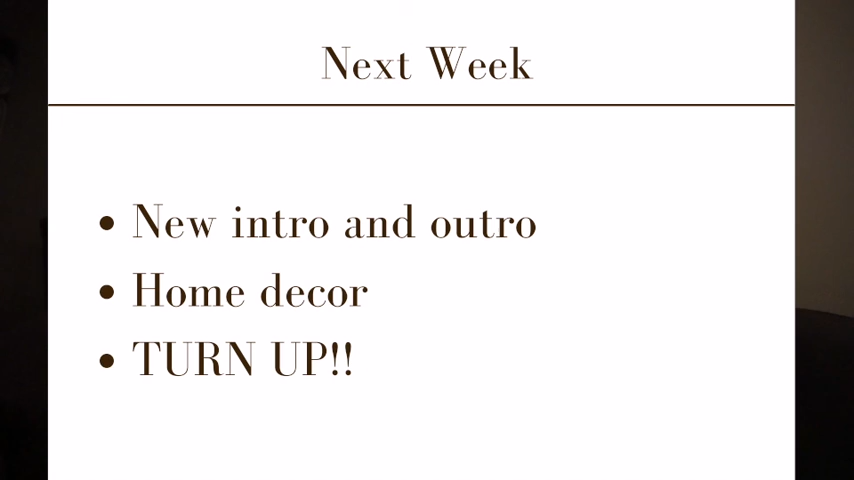 Next Week
• New intro and outro
• Home decor
• TURN UP!!